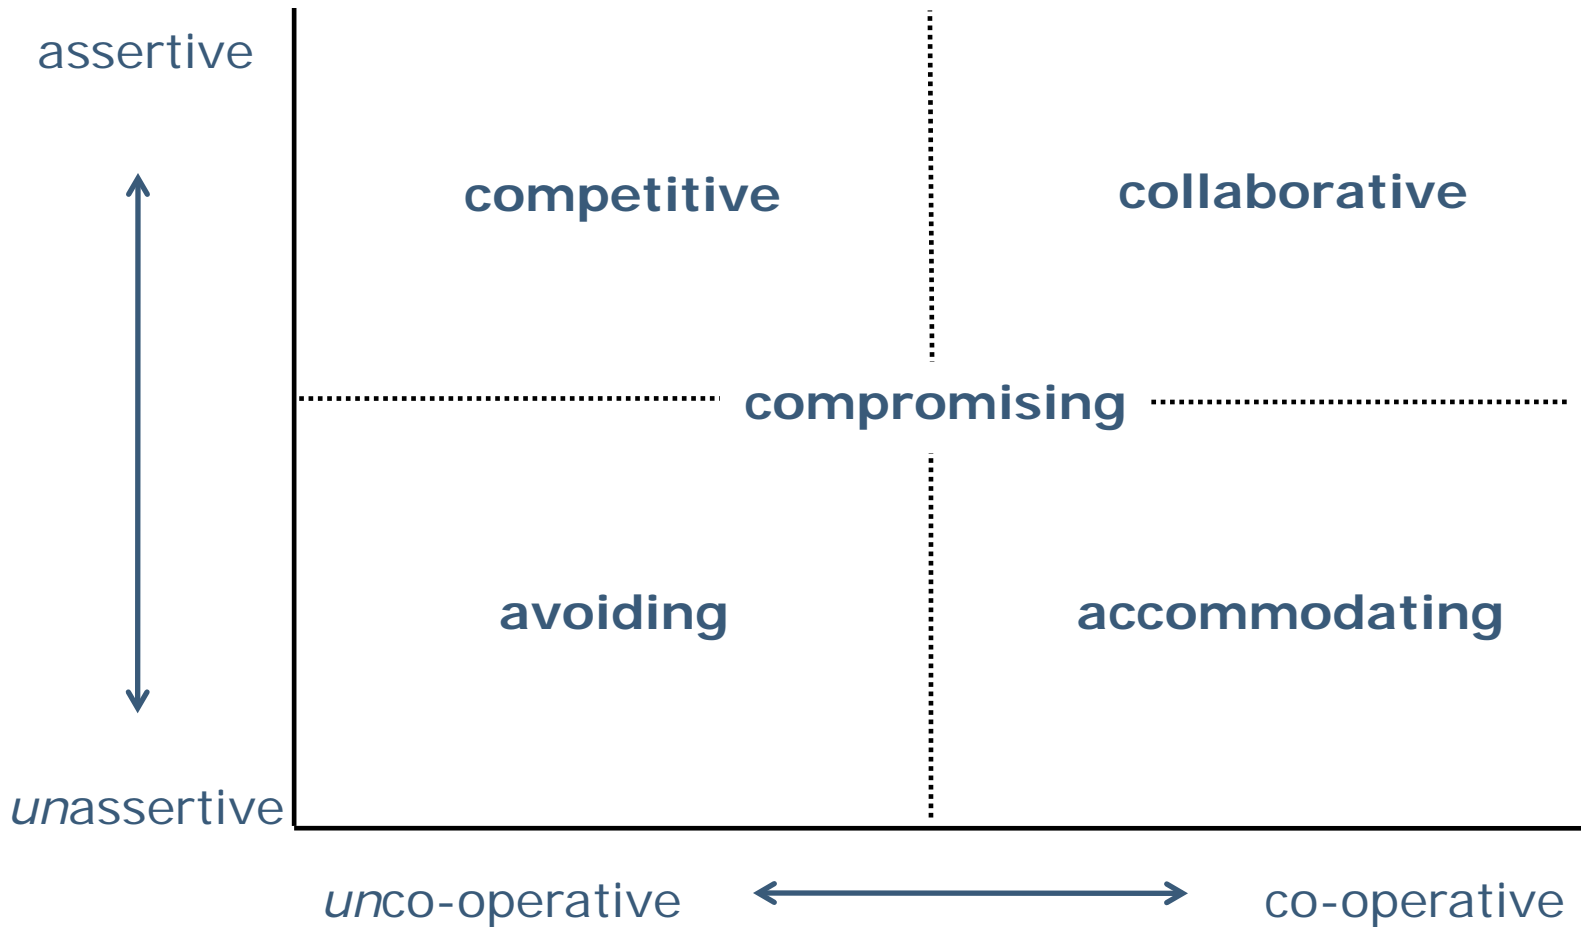 assertive
competitive
collaborative
compromising
avoiding
accommodating
unassertive
unco-operative
co-operative